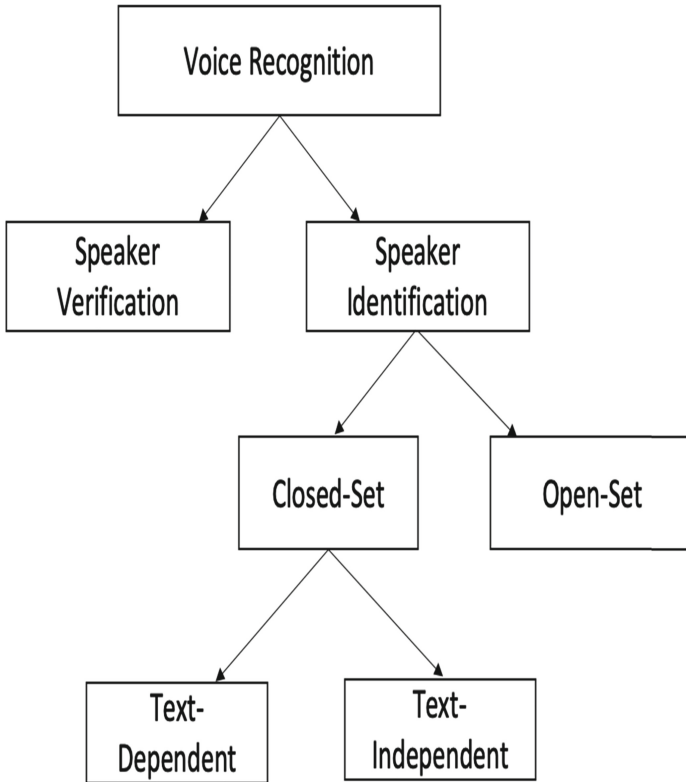 Voice Recognition
Speaker
Verification
Speaker
Identification
Closed-Set
Open-Set
Text-
Dependent
Text-
Independent